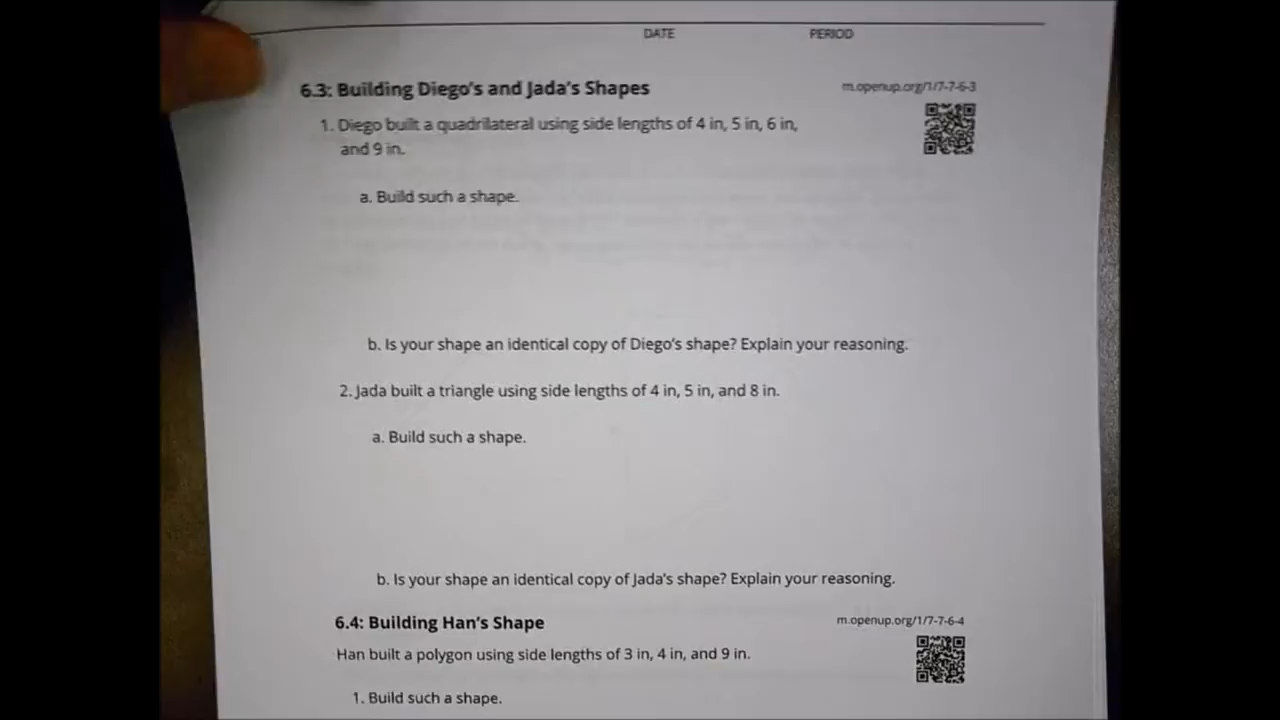 DATE PERIOD
6.3: Building Diego's and Jada's Shapes
m.openup.org/1/7-7-6-3
1. Diego built a quadrilateral using side lengths of 4 in, 5 in, 6 in,
and 9 in.
a. Build such a shape.
b. Is your shape an identical copy of Diego's shape? Explain your reasoning.
2. Jada built a triangle using side lengths of 4 in, 5 in, and 8 in.
a. Build such a shape.
b. Is your shape an identical copy of Jada's shape? Explain your reasoning.
6.4: Building Han's Shape
m.openup.org/1/7-7-6-4
Han built a polygon using side lengths of 3 in, 4 in, and 9 in.
1. Build such a shape.